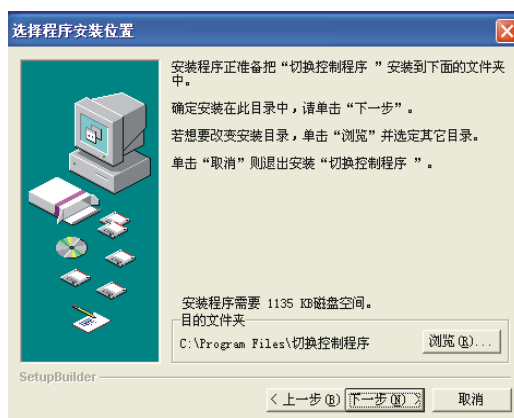 选择程序安装位置
安装程序正准备把“切换控制程序 ”安装到下面的文件夹
中。
确定安装在此目录中，请单击“下一步”。
若想要改变安装目录，单击“浏览”并选定其它目录。
单击“取消”则退出安装“切换控制程序 ”。
安装程序需要 1135 KB磁盘空间。
目的文件夹
C:\Program Files\切换控制程序
浏览(R)...
SetupBuilder
< 上一步(B) 下一步(N) > 取消